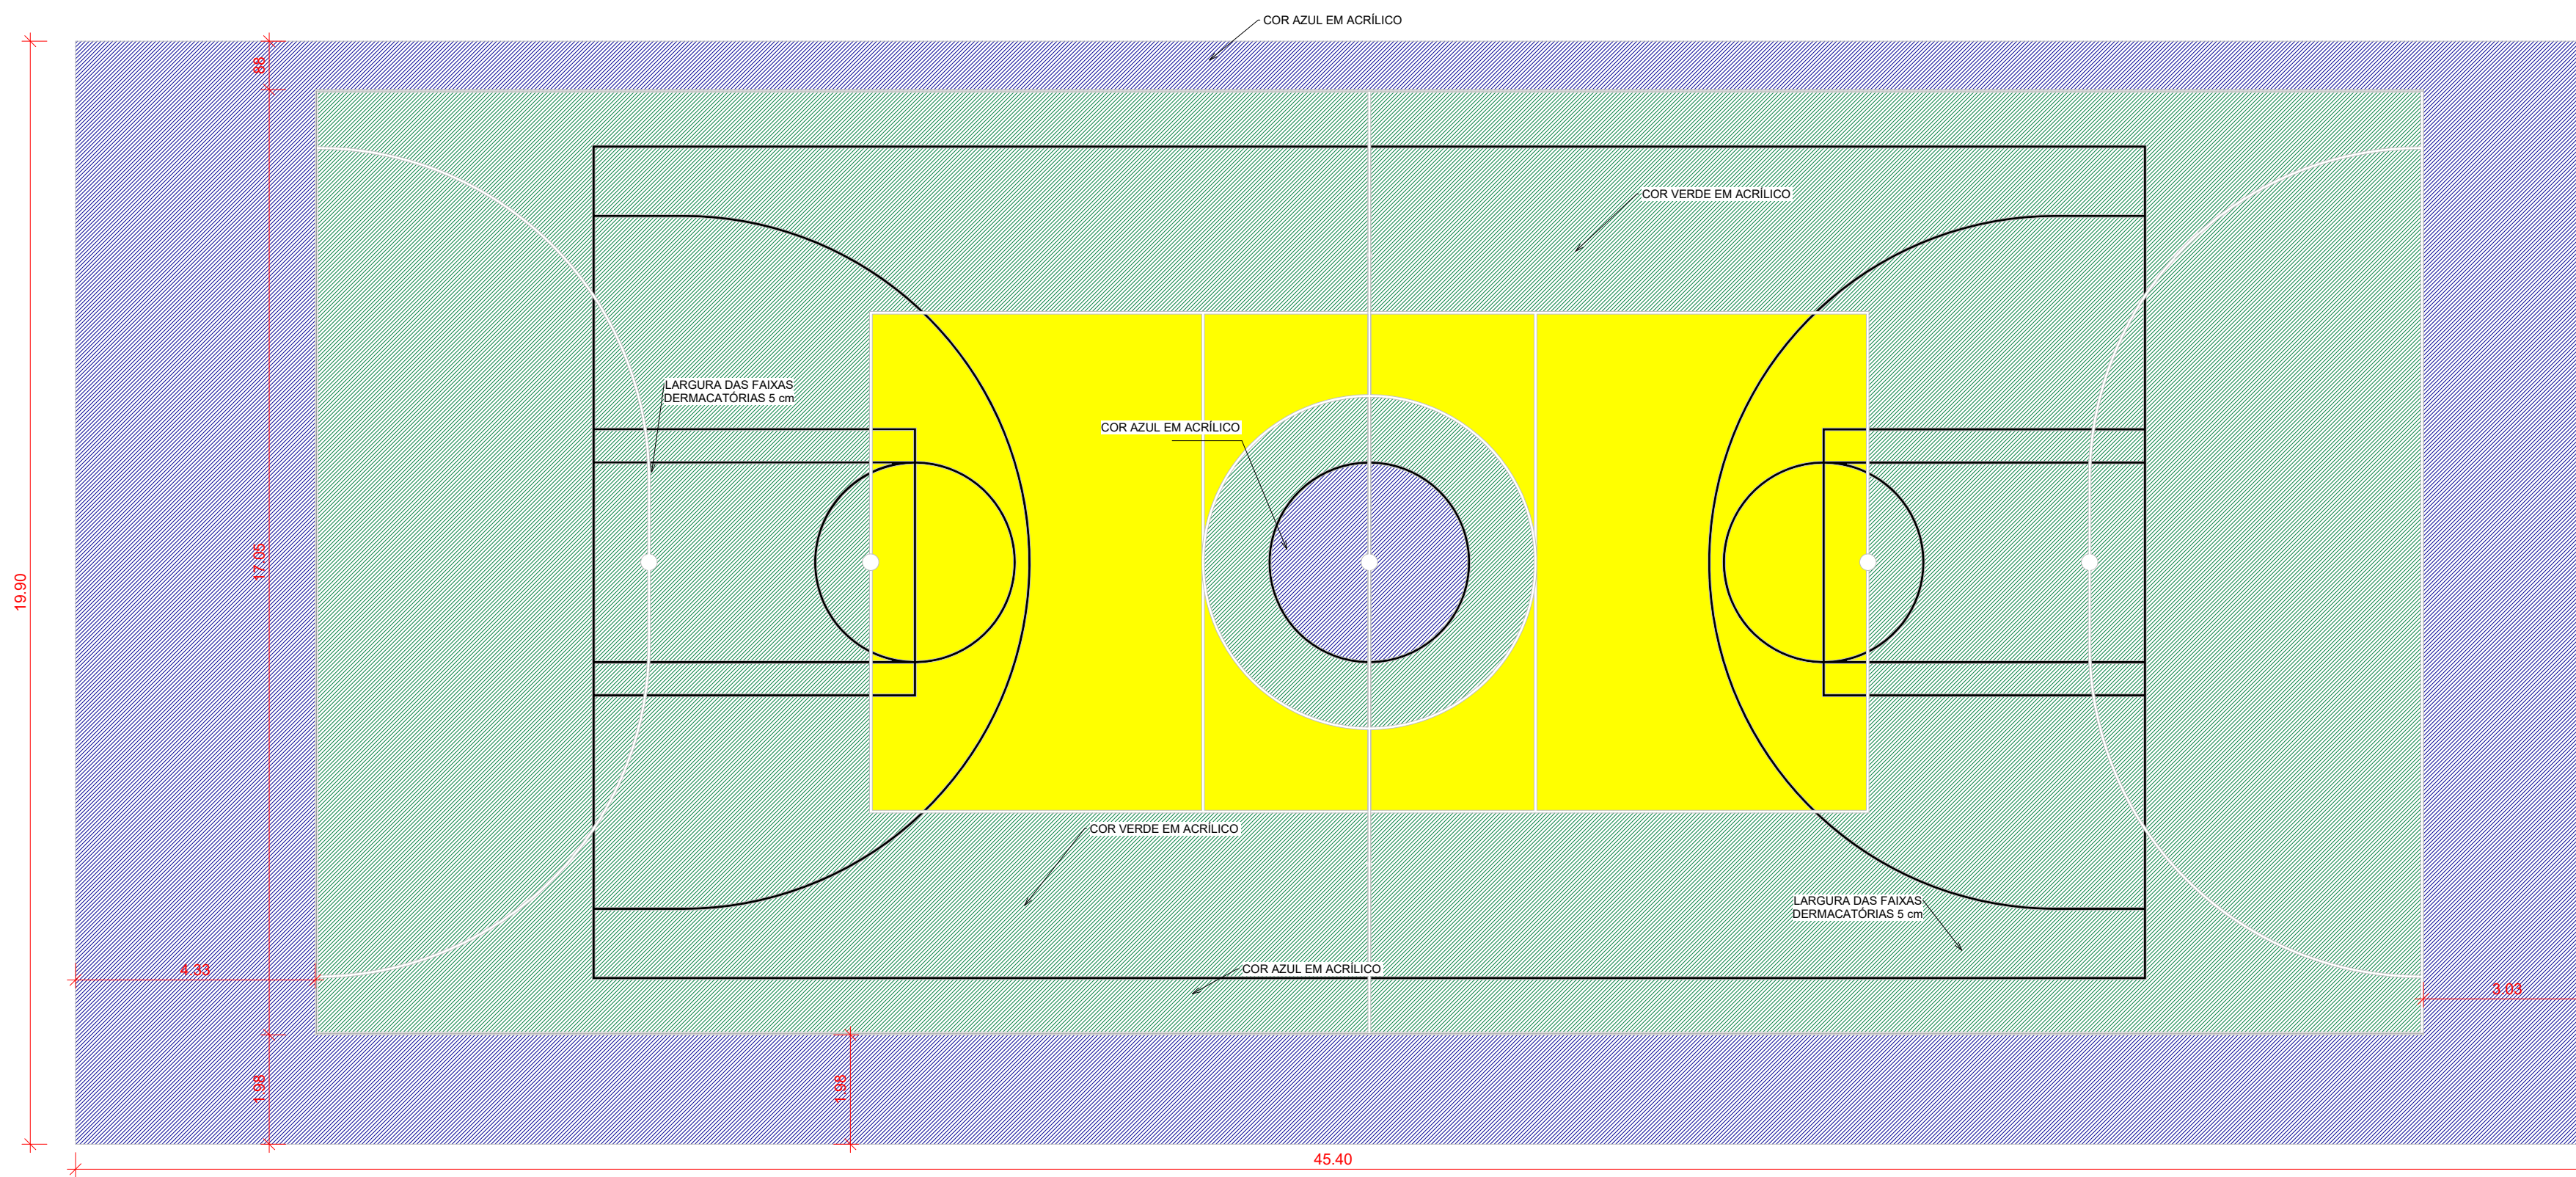 COR AZUL EM ACRÍLICO
88
COR VERDE EM ACRÍLICO
LARGURA DAS FAIXAS
DERMACATÓRIAS 5 cm
COR AZUL EM ACRÍLICO
17.05
19.90
COR VERDE EM ACRÍLICO
LARGURA DAS FAIXAS
DERMACATÓRIAS 5 cm
4.33
COR AZUL EM ACRÍLICO
3.03
1.98
1.98
45.40